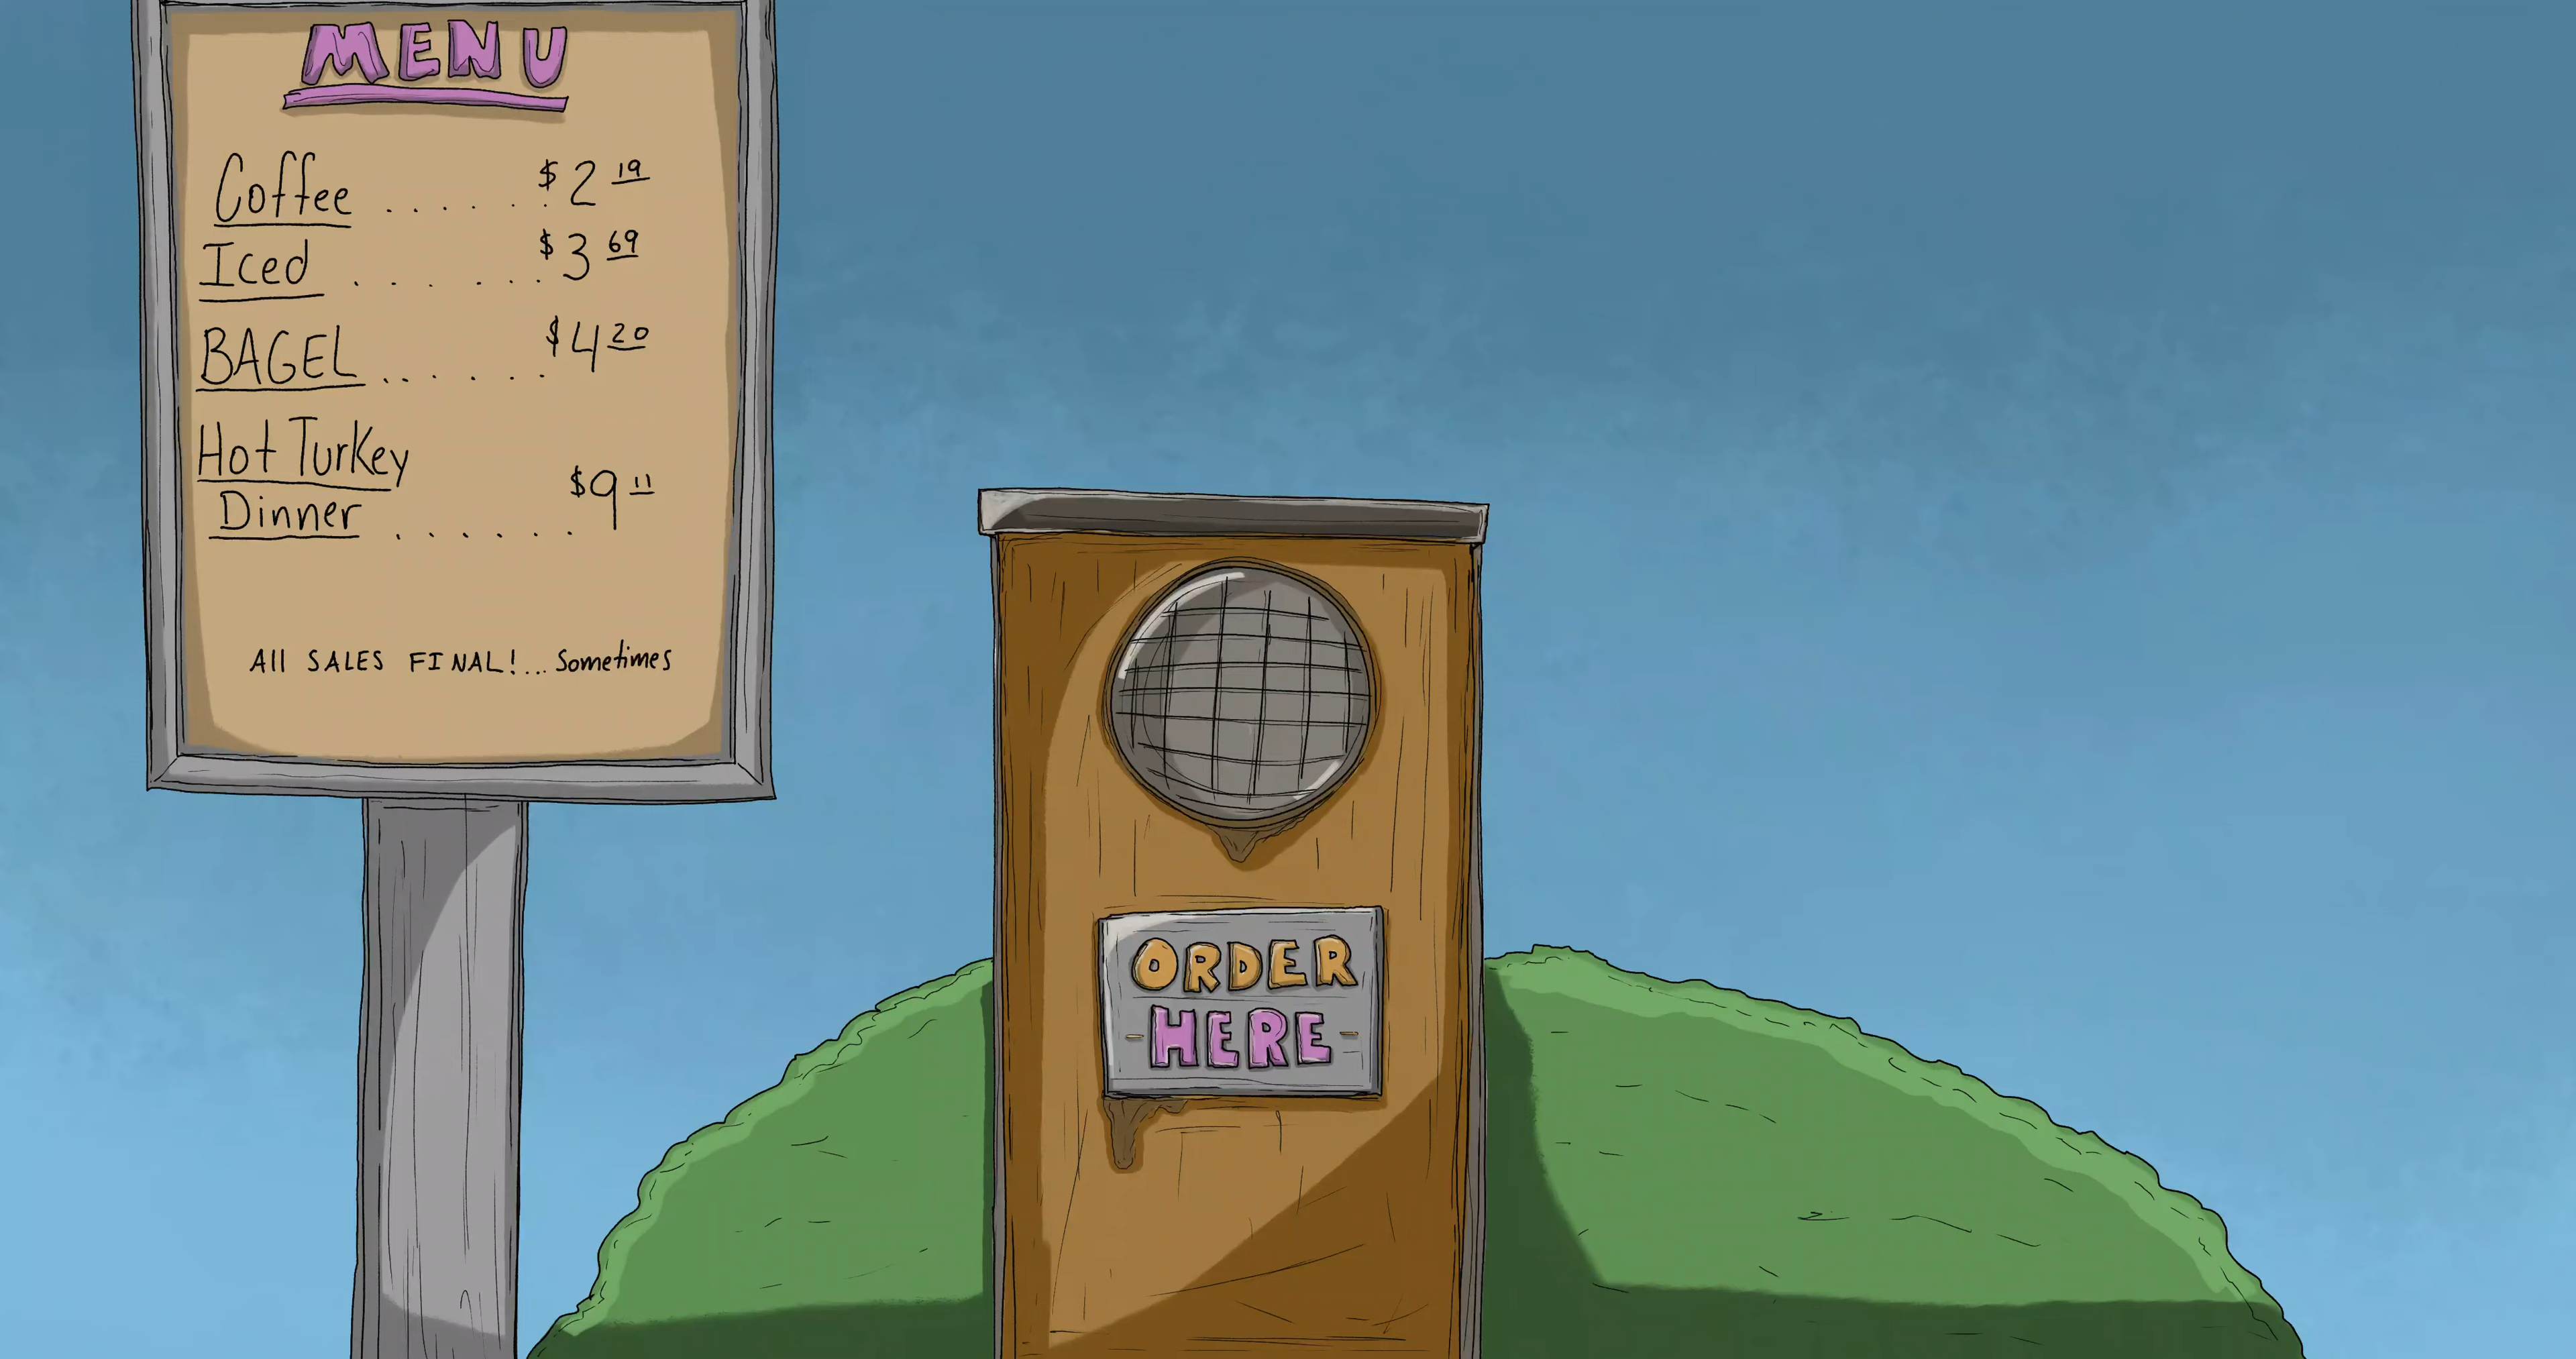 MENU
Coffee ...... $2 19
Iced ...... $3 69
BAGEL ...... $4 20
Hot Turkey
Dinner ...... $9 11
All SALES FINAL!... Sometimes
ORDER
-HERE-